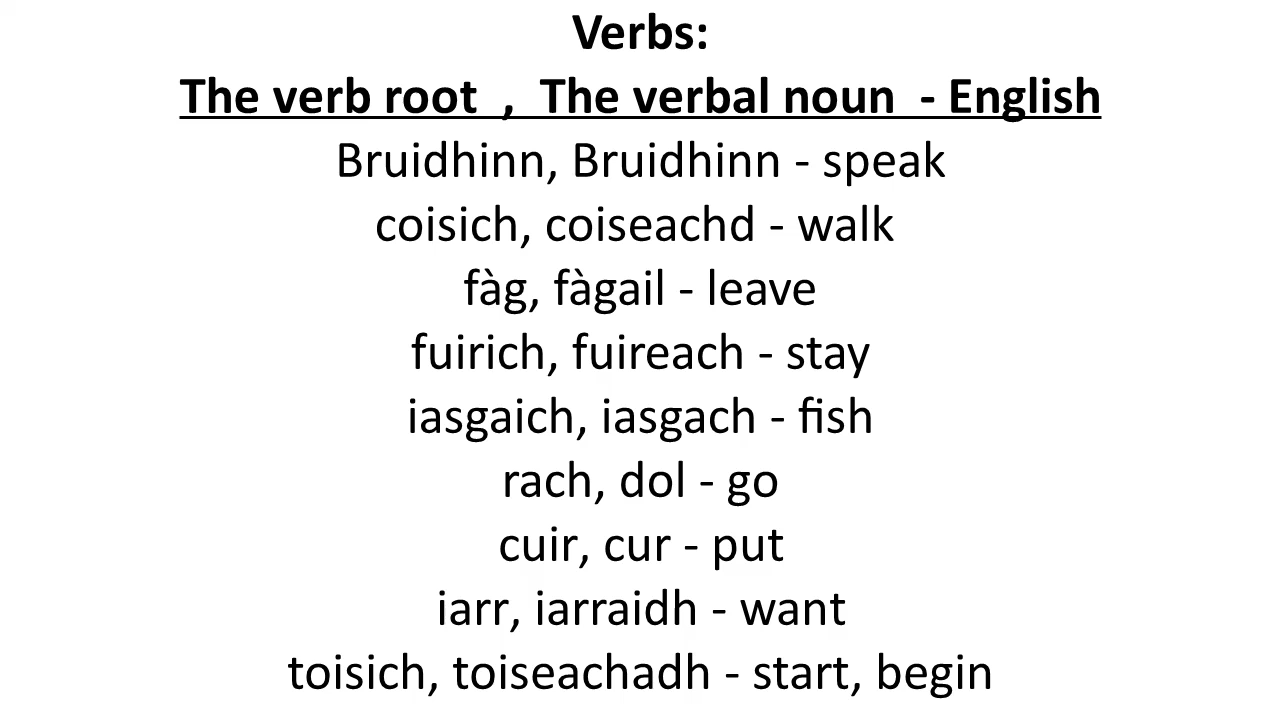 Verbs:
The verb root , The verbal noun - English
Bruidhinn, Bruidhinn - speak
coisich, coiseachd - walk
fàg, fàgail - leave
fuirich, fuireach - stay
iasgaich, iasgach - fish
rach, dol - go
cuir, cur - put
iarr, iarraidh - want
toisich, toiseachadh - start, begin